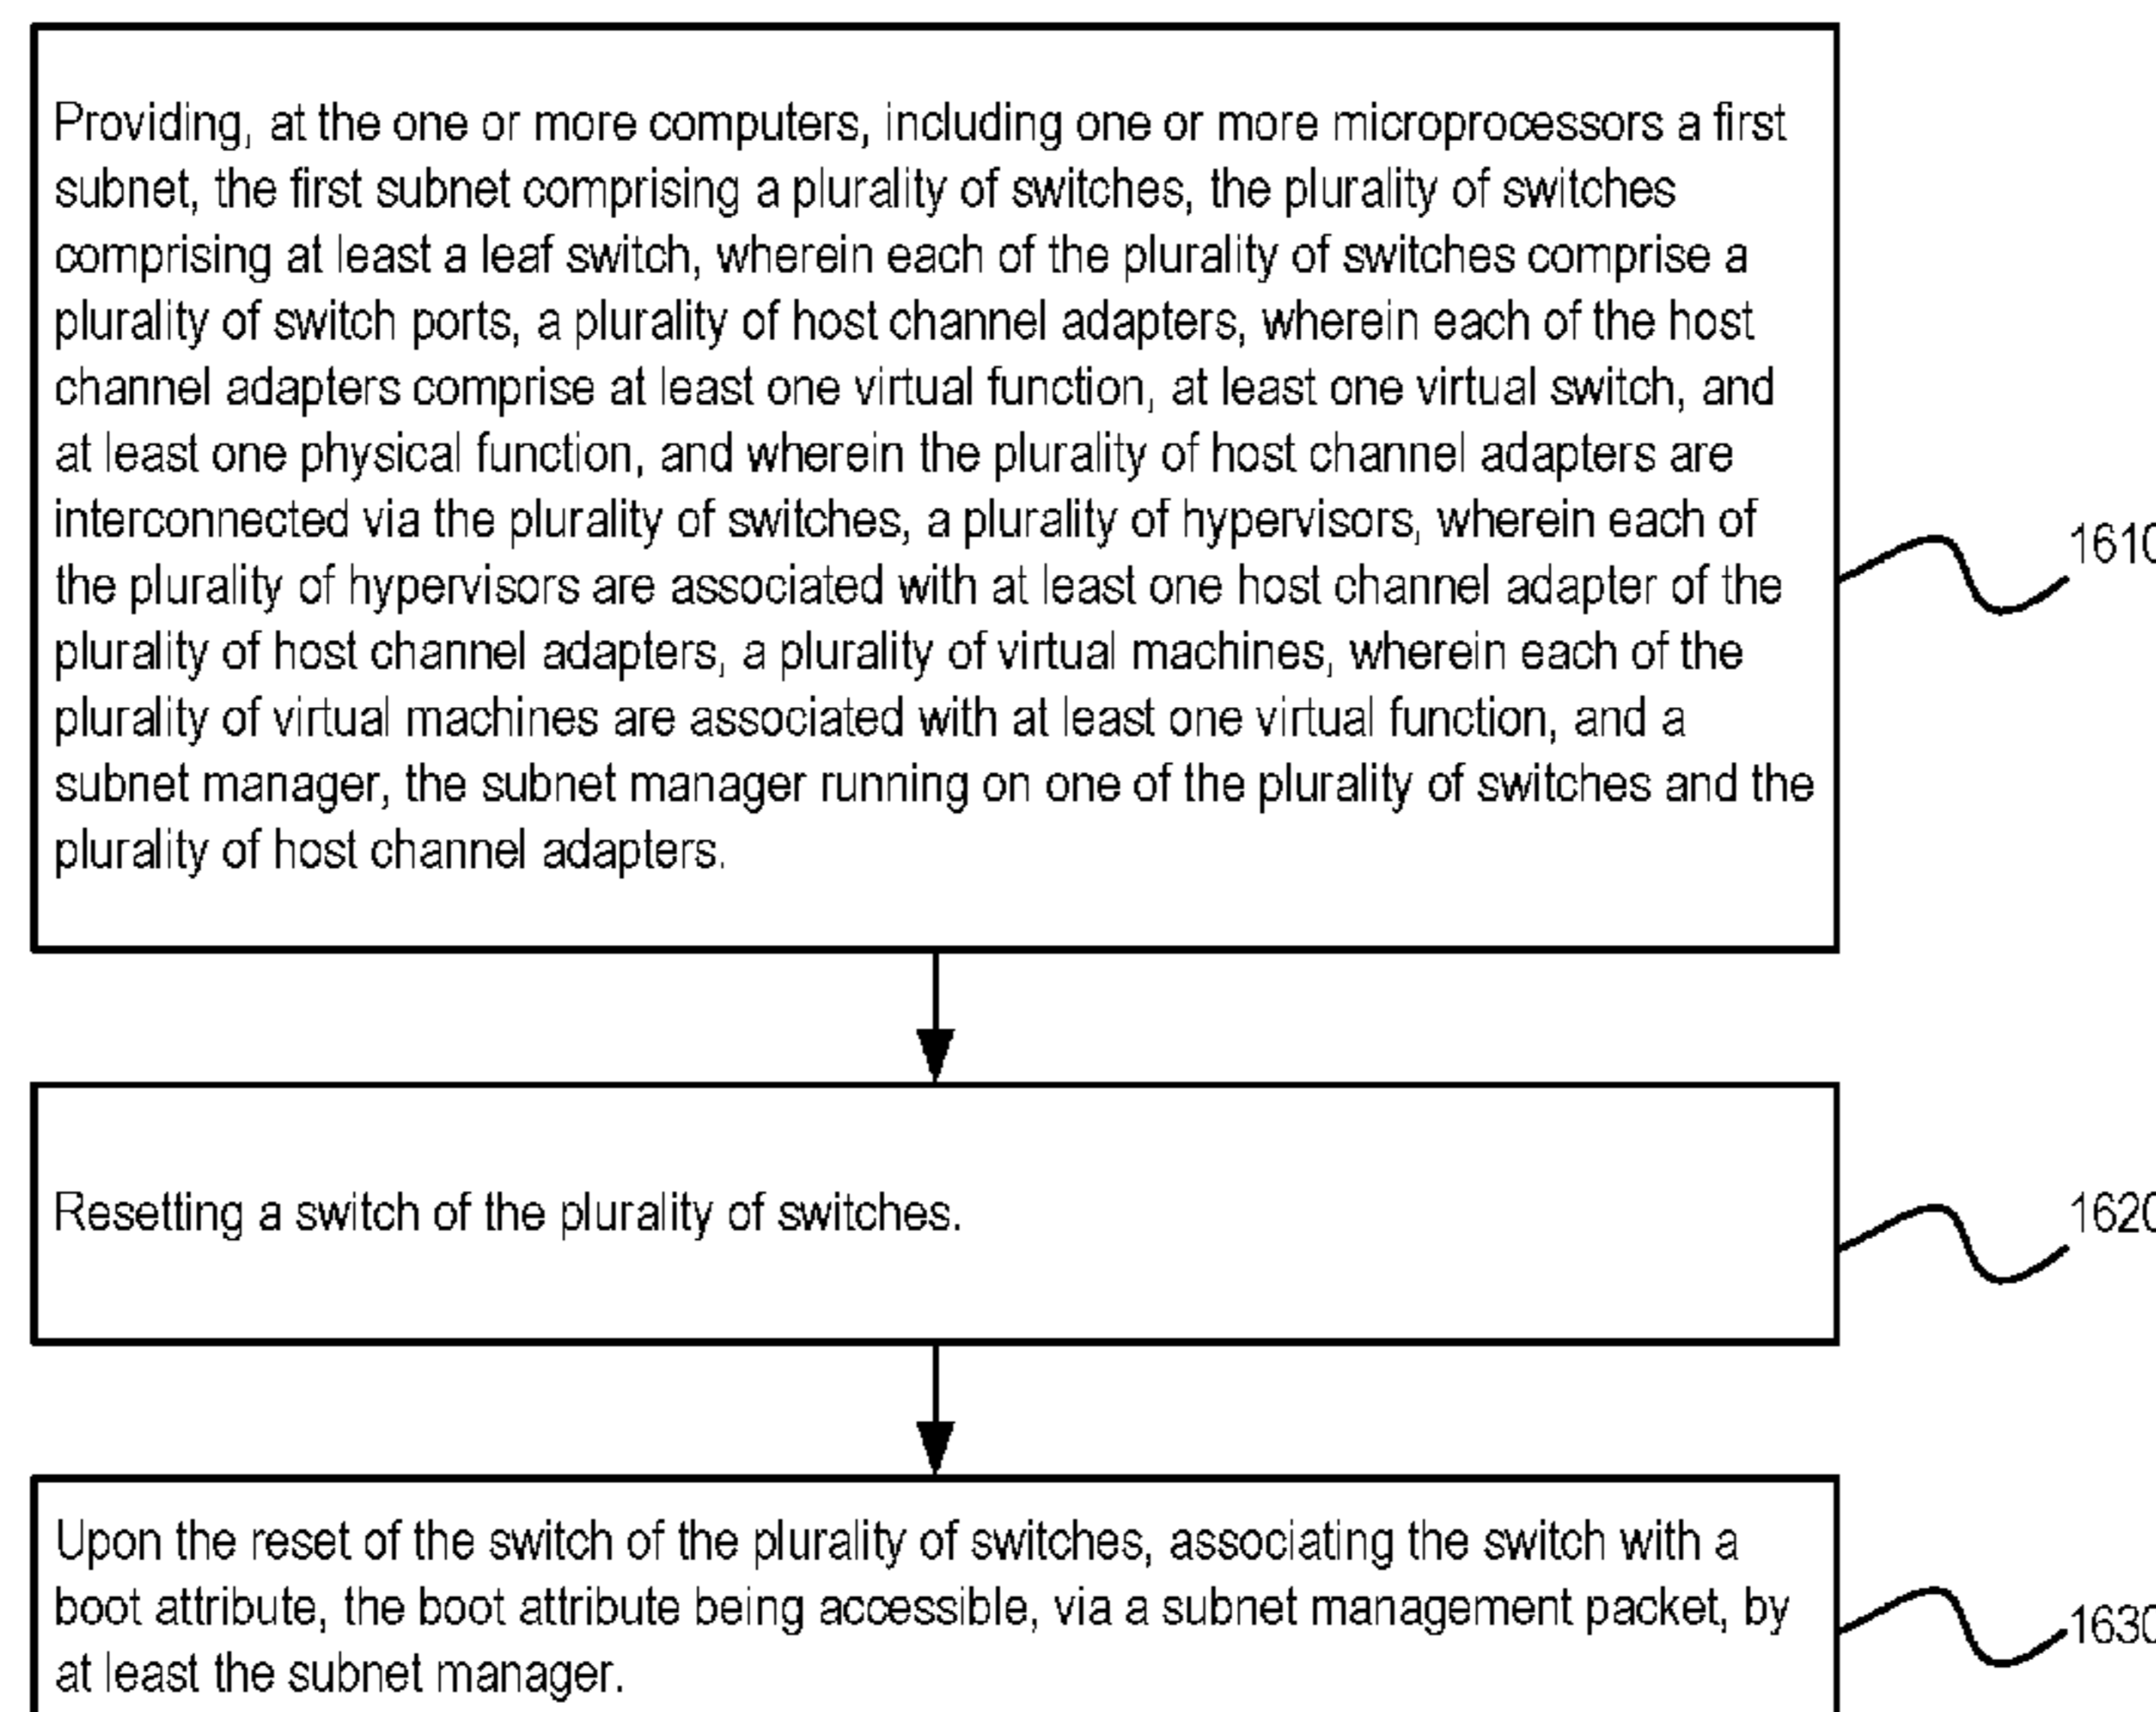 Providing, at the one or more computers, including one or more microprocessors a first
subnet, the first subnet comprising a plurality of switches, the plurality of switches
comprising at least a leaf switch, wherein each of the plurality of switches comprise a
plurality of switch ports, a plurality of host channel adapters, wherein each of the host
channel adapters comprise at least one virtual function, at least one virtual switch, and
at least one physical function, and wherein the plurality of host channel adapters are
interconnected via the plurality of switches, a plurality of hypervisors, wherein each of
the plurality of hypervisors are associated with at least one host channel adapter of the
plurality of host channel adapters, a plurality of virtual machines, wherein each of the
plurality of virtual machines are associated with at least one virtual function, and a
subnet manager, the subnet manager running on one of the plurality of switches and the
plurality of host channel adapters.
1610
Resetting a switch of the plurality of switches.
1620
Upon the reset of the switch of the plurality of switches, associating the switch with a
boot attribute, the boot attribute being accessible, via a subnet management packet, by
at least the subnet manager.
1630